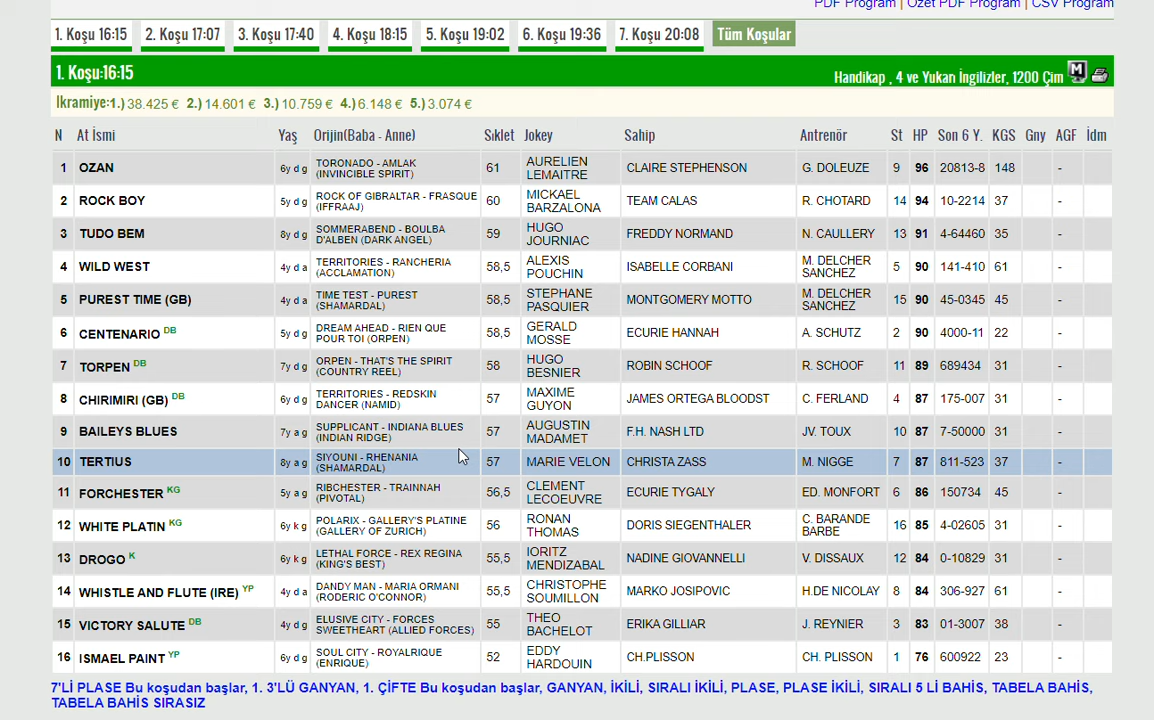 PDF Program | Özet PDF Program | CSV Program
1. Koşu 16:15 2. Koşu 17:07 3. Koşu 17:40 4. Koşu 18:15 5. Koşu 19:02 6. Koşu 19:36 7. Koşu 20:08 Tüm Koşular
1. Koşu:16:15 Handikap , 4 ve Yukarı İngilizler, 1200 Çim M
Ikramiye:1.) 38.425 € 2.) 14.601 € 3.) 10.759 € 4.) 6.148 € 5.) 3.074 €
N At İsmi Yaş Orijin(Baba - Anne) Sıklet Jokey Sahip Antrenör St HP Son 6 Y. KGS Gny AGF İdm
1 OZAN 6y d g TORONADO - AMLAK (INVINCIBLE SPIRIT) 61 AURELIEN LEMAITRE CLAIRE STEPHENSON G. DOLEUZE 9 96 20813-8 148 -
2 ROCK BOY 5y d g ROCK OF GIBRALTAR - FRASQUE (IFFRAAJ) 60 MICKAEL BARZALONA TEAM CALAS R. CHOTARD 14 94 10-2214 37 -
3 TUDO BEM 8y d g SOMMERABEND - BOULBA D'ALBEN (DARK ANGEL) 59 HUGO JOURNIAC FREDDY NORMAND N. CAULLERY 13 91 4-64460 35 -
4 WILD WEST 4y d a TERRITORIES - RANCHERIA (ACCLAMATION) 58,5 ALEXIS POUCHIN ISABELLE CORBANI M. DELCHER SANCHEZ 5 90 141-410 61 -
5 PUREST TIME (GB) 4y d a TIME TEST - PUREST (SHAMARDAL) 58,5 STEPHANE PASQUIER MONTGOMERY MOTTO M. DELCHER SANCHEZ 15 90 45-0345 45 -
6 CENTENARIO DB 5y d g DREAM AHEAD - RIEN QUE POUR TOI (ORPEN) 58,5 GERALD MOSSE ECURIE HANNAH A. SCHUTZ 2 90 4000-11 22 -
7 TORPEN DB 7y d g ORPEN - THAT'S THE SPIRIT (COUNTRY REEL) 58 HUGO BESNIER ROBIN SCHOOF R. SCHOOF 11 89 689434 31 -
8 CHIRIMIRI (GB) DB 6y d g TERRITORIES - REDSKIN DANCER (NAMID) 57 MAXIME GUYON JAMES ORTEGA BLOODST C. FERLAND 4 87 175-007 31 -
9 BAILEYS BLUES 7y a g SUPPLICANT - INDIANA BLUES (INDIAN RIDGE) 57 AUGUSTIN MADAMET F.H. NASH LTD JV. TOUX 10 87 7-50000 31 -
10 TERTIUS 8y a g SIYOUNI - RHENANIA (SHAMARDAL) 57 MARIE VELON CHRISTA ZASS M. NIGGE 7 87 811-523 37 -
11 FORCHESTER KG 5y a g RIBCHESTER - TRAINNAH (PIVOTAL) 56,5 CLEMENT LECOEUVRE ECURIE TYGALY ED. MONFORT 6 86 150734 45 -
12 WHITE PLATIN KG 6y k g POLARIX - GALLERY'S PLATINE (GALLERY OF ZURICH) 56 RONAN THOMAS DORIS SIEGENTHALER C. BARANDE BARBE 16 85 4-02605 31 -
13 DROGO K 6y k g LETHAL FORCE - REX REGINA (KING'S BEST) 55,5 IORITZ MENDIZABAL NADINE GIOVANNELLI V. DISSAUX 12 84 0-10829 31 -
14 WHISTLE AND FLUTE (IRE) YP 4y d a DANDY MAN - MARIA ORMANI (RODERIC O'CONNOR) 55,5 CHRISTOPHE SOUMILLON MARKO JOSIPOVIC H.DE NICOLAY 8 84 306-927 61 -
15 VICTORY SALUTE DB 4y d g ELUSIVE CITY - FORCES SWEETHEART (ALLIED FORCES) 55 THEO BACHELOT ERIKA GILLIAR J. REYNIER 3 83 01-3007 38 -
16 ISMAEL PAINT YP 6y d g SOUL CITY - ROYALRIQUE (ENRIQUE) 52 EDDY HARDOUIN CH.PLISSON CH. PLISSON 1 76 600922 23 -
7'Lİ PLASE Bu koşudan başlar, 1. 3'LÜ GANYAN, 1. ÇİFTE Bu koşudan başlar, GANYAN, İKİLİ, SIRALI İKİLİ, PLASE, PLASE İKİLİ, SIRALI 5 Lİ BAHİS, TABELA BAHİS,
TABELA BAHİS SIRASIZ